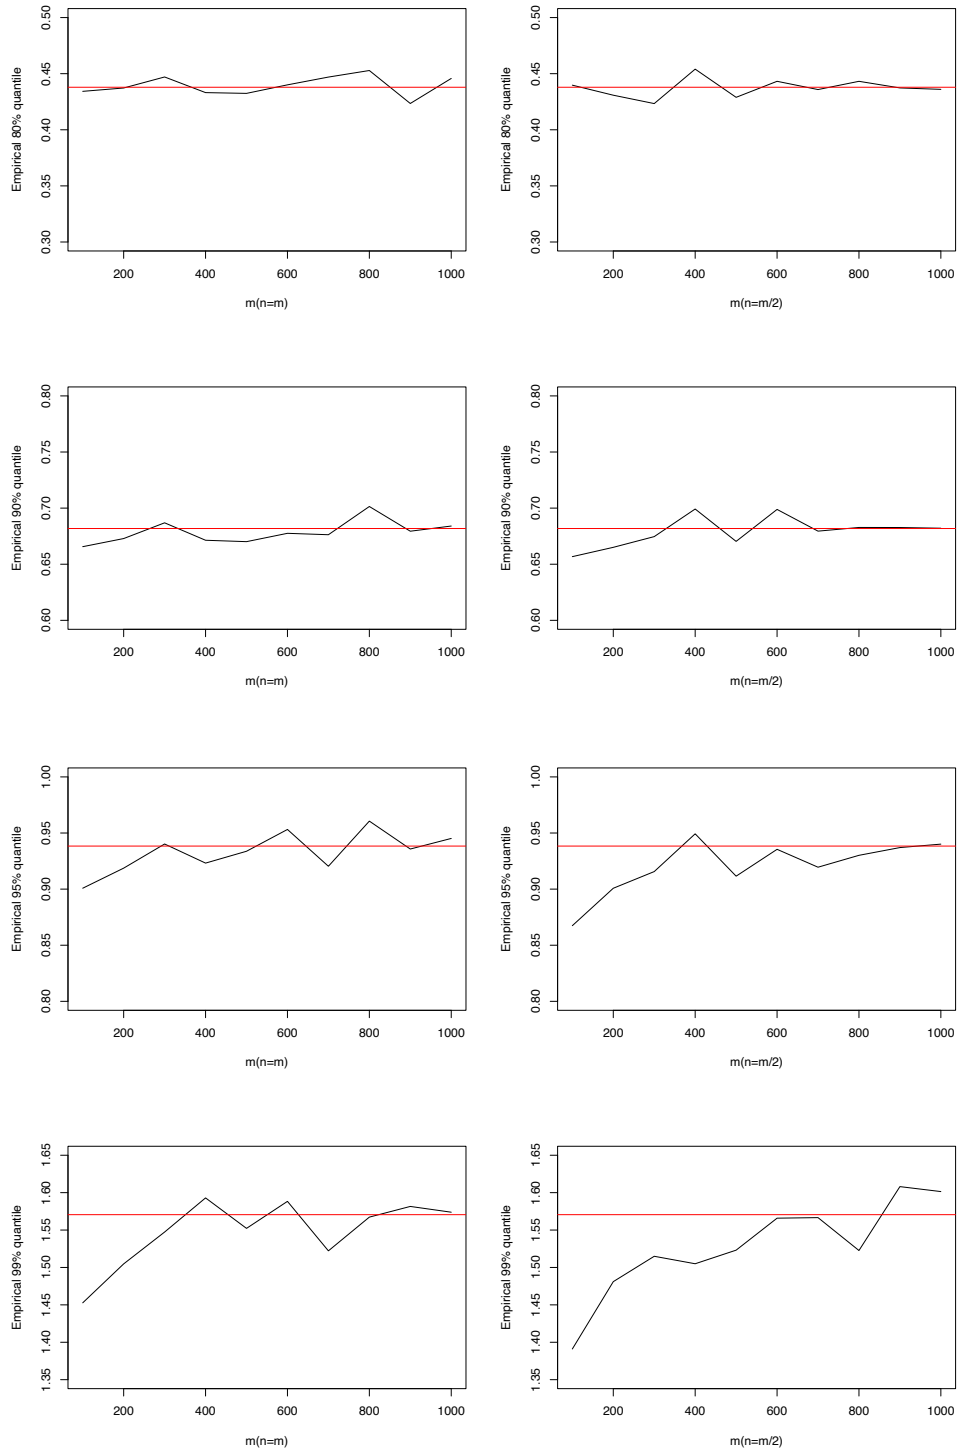 Empirical 80% quantile
0.50
0.45
0.40
0.35
0.30
200 400 600 800 1000
m(n=m)
Empirical 80% quantile
0.50
0.45
0.40
0.35
0.30
200 400 600 800 1000
m(n=m/2)
Empirical 90% quantile
0.80
0.75
0.70
0.65
0.60
200 400 600 800 1000
m(n=m)
Empirical 90% quantile
0.80
0.75
0.70
0.65
0.60
200 400 600 800 1000
m(n=m/2)
Empirical 95% quantile
1.00
0.95
0.90
0.85
0.80
200 400 600 800 1000
m(n=m)
Empirical 95% quantile
1.00
0.95
0.90
0.85
0.80
200 400 600 800 1000
m(n=m/2)
Empirical 99% quantile
1.65
1.60
1.55
1.50
1.45
1.40
1.35
200 400 600 800 1000
m(n=m)
Empirical 99% quantile
1.65
1.60
1.55
1.50
1.45
1.40
1.35
200 400 600 800 1000
m(n=m/2)